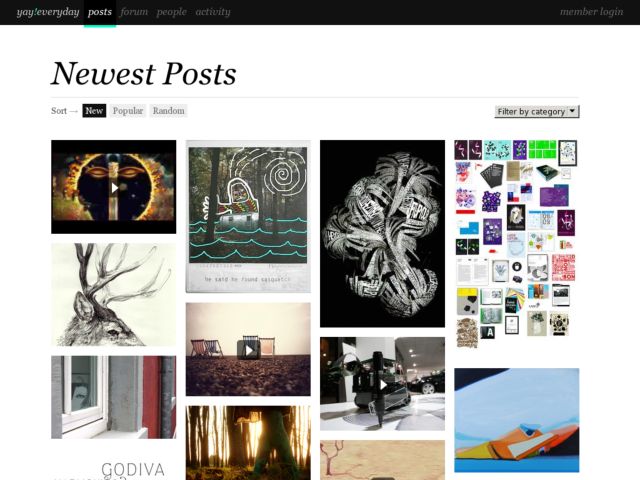 yay!everyday posts forum people activity member login
Newest Posts
Sort → New Popular Random Filter by category
he said he found sasquatch
GODIVA